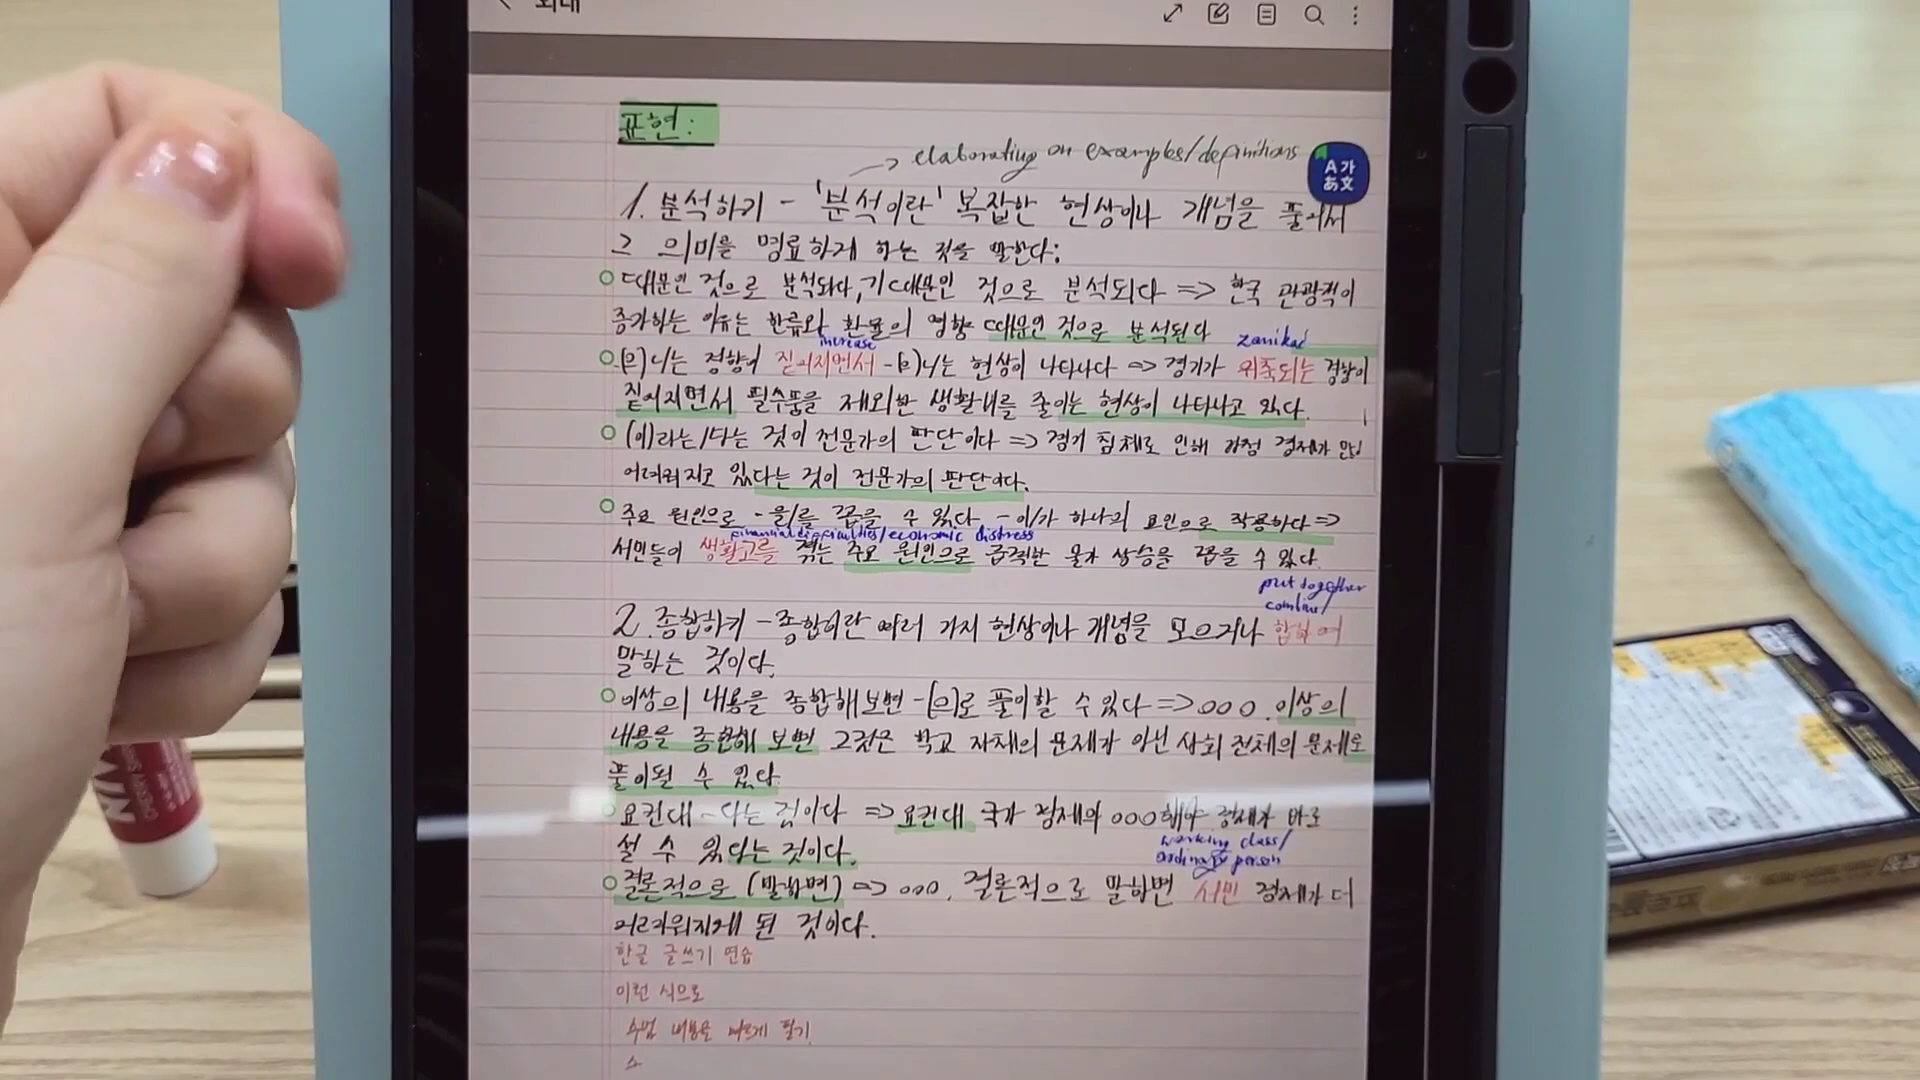 외대
표현:
→ elaborating on examples/definitions
A가
あ文
1. 분석하기 - '분석이란' 복잡한 현상이나 개념을 풀어서
그 의미를 명료하게 하는 것을 말한다:
때문인 것으로 분석되다, 기 때문인 것으로 분석되다 => 한국 관광객이
증가하는 이유는 한류와 환율의 영향 때문인 것으로 분석된다
increase
-(으)니는 경향이 짙어지면서 -(으)니는 현상이 나타나다 => 경기가 위축되는 경향이
짙어지면서 필수품을 제외한 생활비를 줄이는 현상이 나타나고 있다.
(이)라는/다는 것이 전문가의 판단이다 => 경기 침체로 인해 가정 경제가 많이
어려워지고 있다는 것이 전문가의 판단이다.
주요 원인으로 -을/를 꼽을 수 있다 -이/가 하나의 요인으로 작용하다 =>
financial difficulties/economic distress
서민들이 생활고를 겪는 주요 원인으로 급격한 물가 상승을 꼽을 수 있다.
put together
combine/
2. 종합하기 - 종합이란 여러 가지 현상이나 개념을 모으거나 합하여
말하는 것이다.
이상의 내용을 종합해보면 -(으)로 풀이할 수 있다 => ooo. 이상의
내용을 종합해 보면 그것은 학교 자체의 문제가 아닌 사회 전체의 문제로
풀이될 수 있다
요컨대 -다는 것이다 => 요컨대 국가 경제의 ooo해야 경제가 바로
working class/
ordinary person
설 수 있다는 것이다.
결론적으로 (말하면) => ooo. 결론적으로 말하면 서민 경제가 더
어려워지게 된 것이다.
한글 글쓰기 연습
이런 식으로
수업 내용을 빠르게 필기